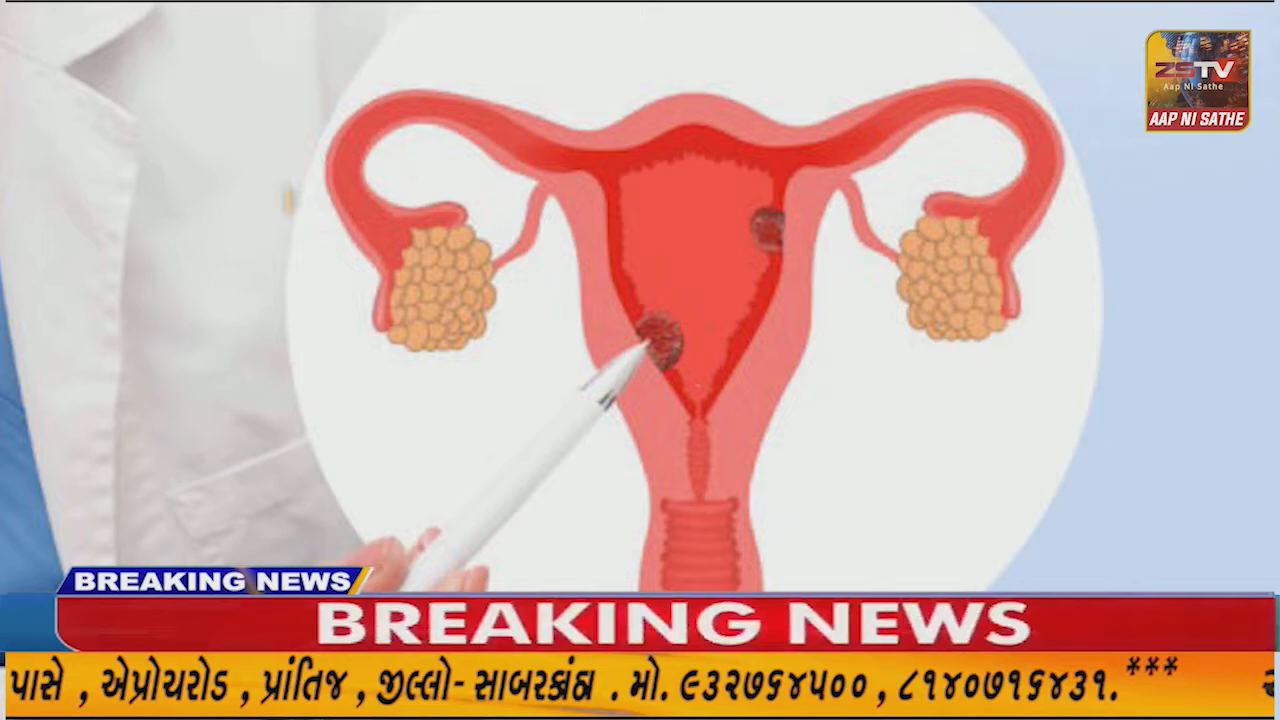 ZSTV
Aap Ni Sathe
AAP NI SATHE
BREAKING NEWS
BREAKING NEWS
પાસે , એપ્રોચરોડ , પ્રાંતિજ , જીલ્લો- સાબરકાંઠા . મો. ૯૩૨૭૬૪૫૦૦ , ૮૧૪૦૭૧૬૪૩૧. ***